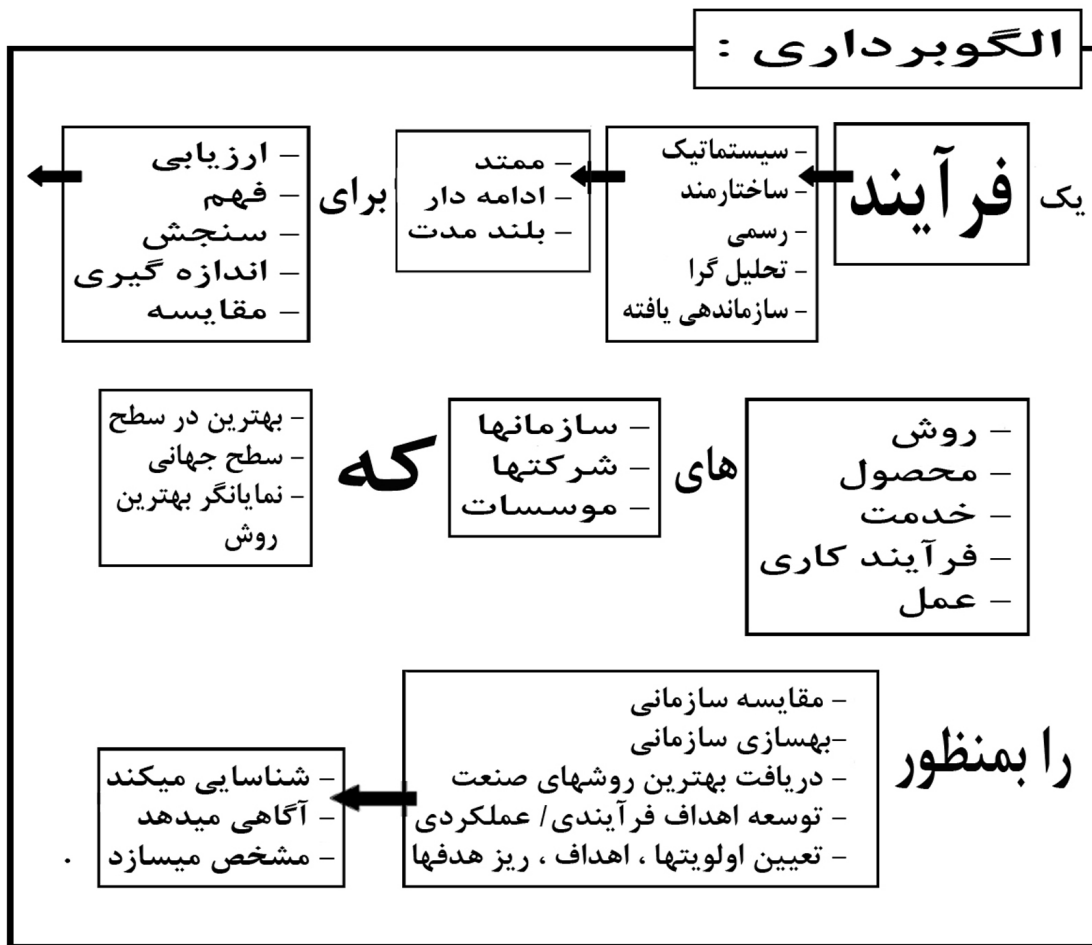 الگوبرداری :
یک
فرآیند
- سیستماتیک
- ساختارمند
- رسمی
- تحلیل گرا
- سازماندهی یافته
- ممتد
- ادامه دار
- بلند مدت
برای
- ارزیابی
- فهم
- سنجش
- اندازه گیری
- مقایسه
- روش
- محصول
- خدمت
- فرآیند کاری
- عمل
های
- سازمانها
- شرکتها
- موسسات
که
- بهترین در سطح
- سطح جهانی
- نمایانگر بهترین
روش
را بمنظور
- مقایسه سازمانی
-بهسازی سازمانی
- دریافت بهترین روشهای صنعت
- توسعه اهداف فرآیندی/ عملکردی
- تعیین اولویتها ، اهداف ، ریز هدفها
- شناسایی میکند
- آگاهی میدهد
- مشخص میسازد .